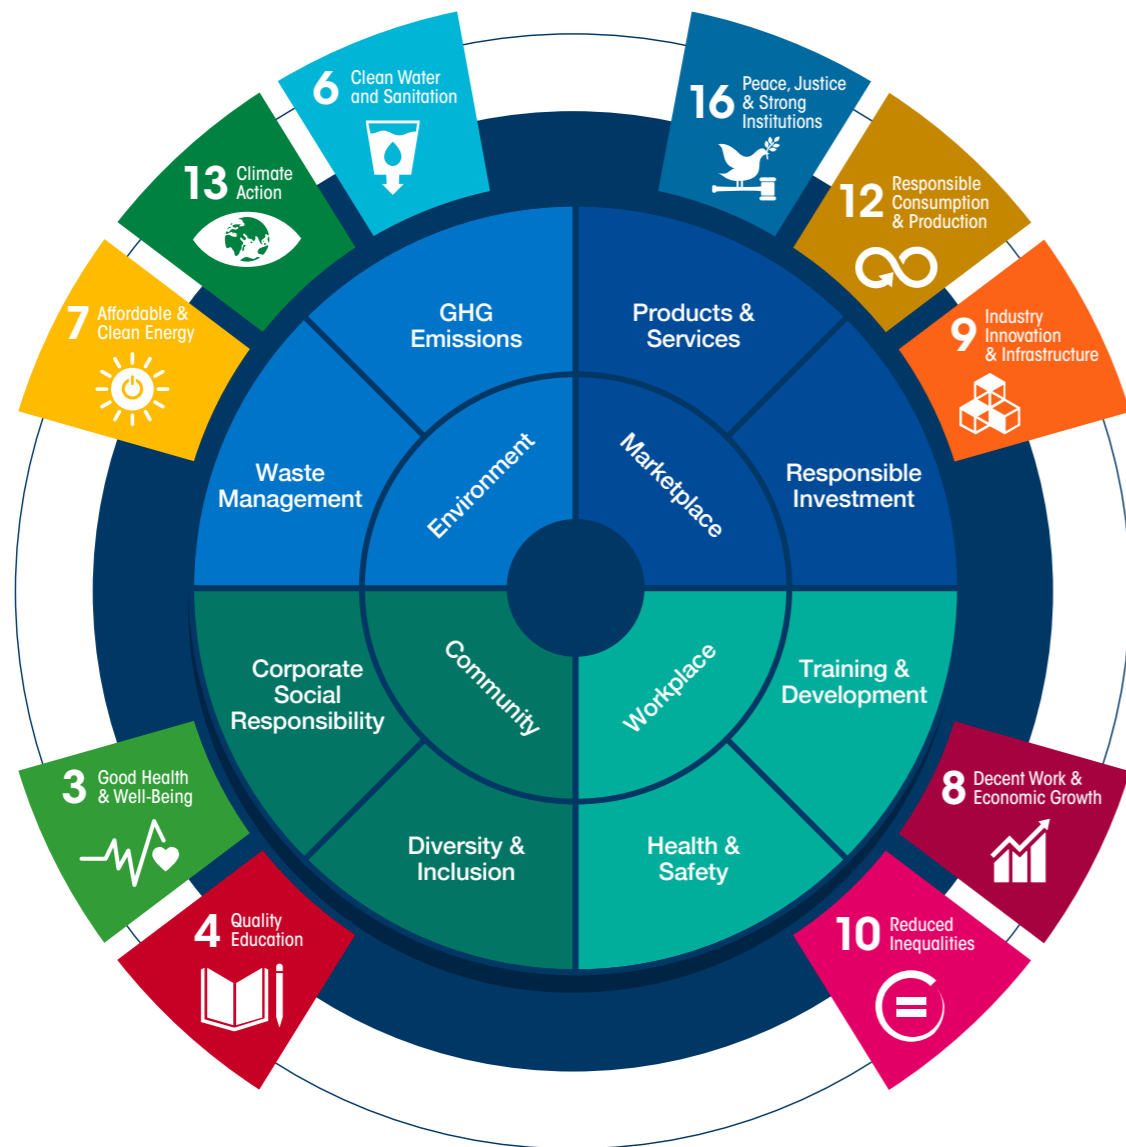 6 Clean Water
and Sanitation
16 Peace, Justice
& Strong
Institutions
13 Climate
Action
12 Responsible
Consumption
& Production
7 Affordable &
Clean Energy
9 Industry
Innovation
& Infrastructure
GHG
Emissions
Products &
Services
Waste
Management
Environment
Marketplace
Responsible
Investment
Corporate
Social
Responsibility
Community
Workplace
Training &
Development
Diversity &
Inclusion
Health &
Safety
3 Good Health
& Well-Being
8 Decent Work &
Economic Growth
4 Quality
Education
10 Reduced
Inequalities